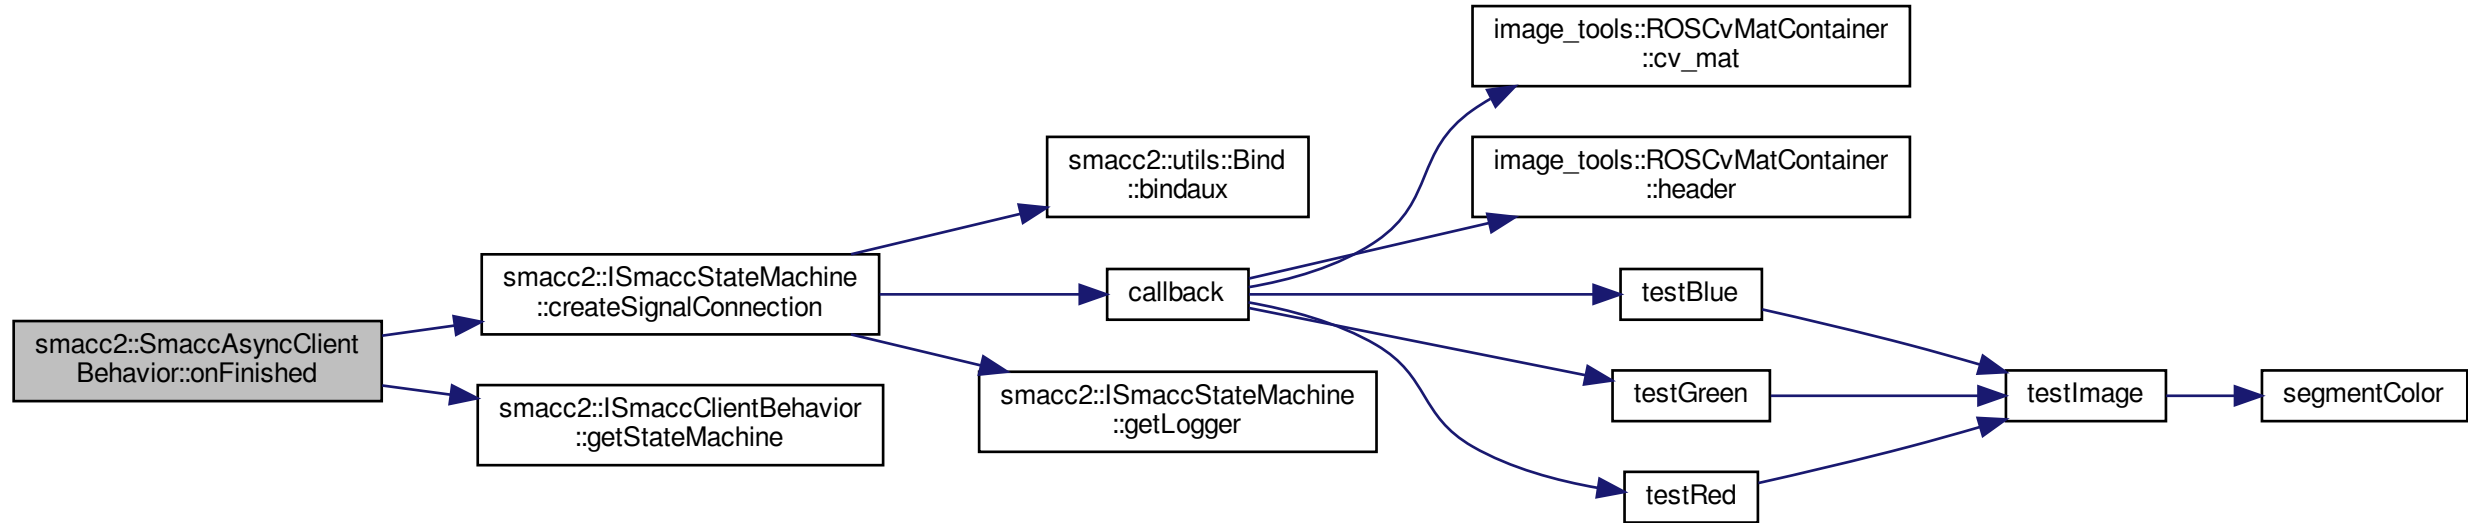 smacc2::SmaccAsyncClient
Behavior::onFinished
smacc2::ISmaccStateMachine
::createSignalConnection
smacc2::ISmaccClientBehavior
::getStateMachine
smacc2::utils::Bind
::bindaux
callback
smacc2::ISmaccStateMachine
::getLogger
image_tools::ROSCvMatContainer
::cv_mat
image_tools::ROSCvMatContainer
::header
testBlue
testGreen
testRed
testImage
segmentColor